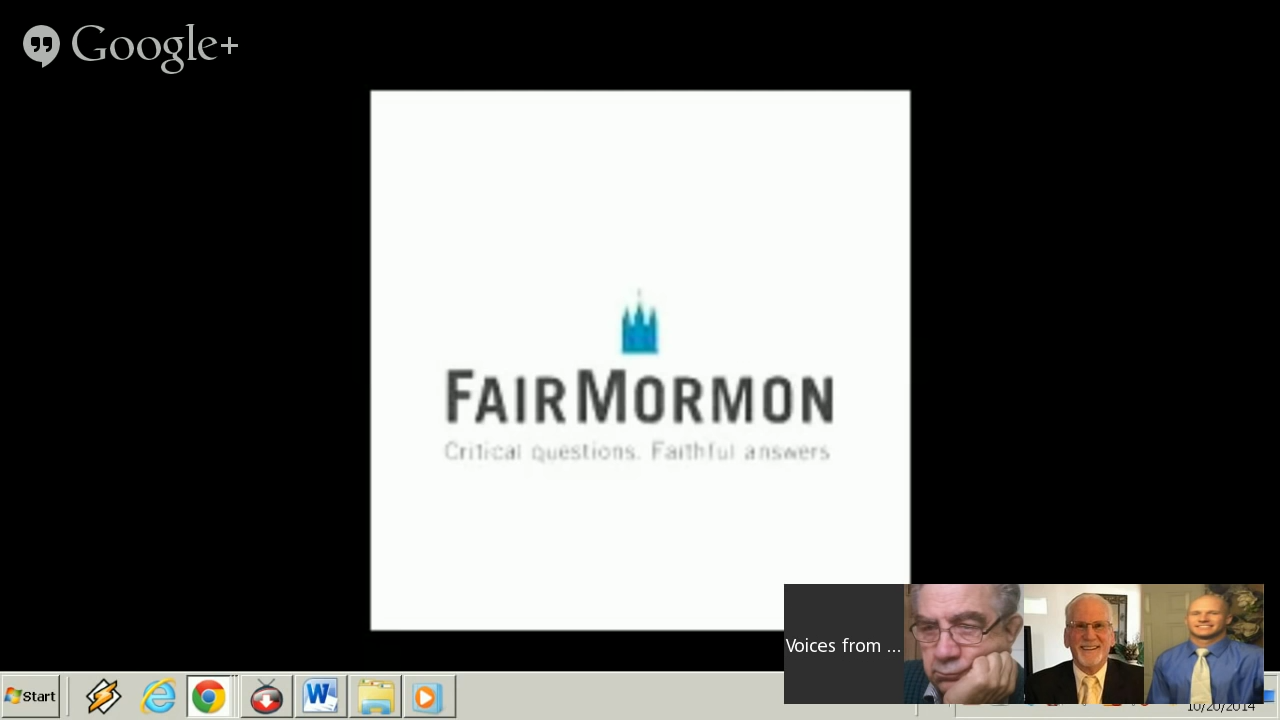 Google+
FAIRMORMON
Critical questions. Faithful answers
Voices from ...
Start
10/20/2014